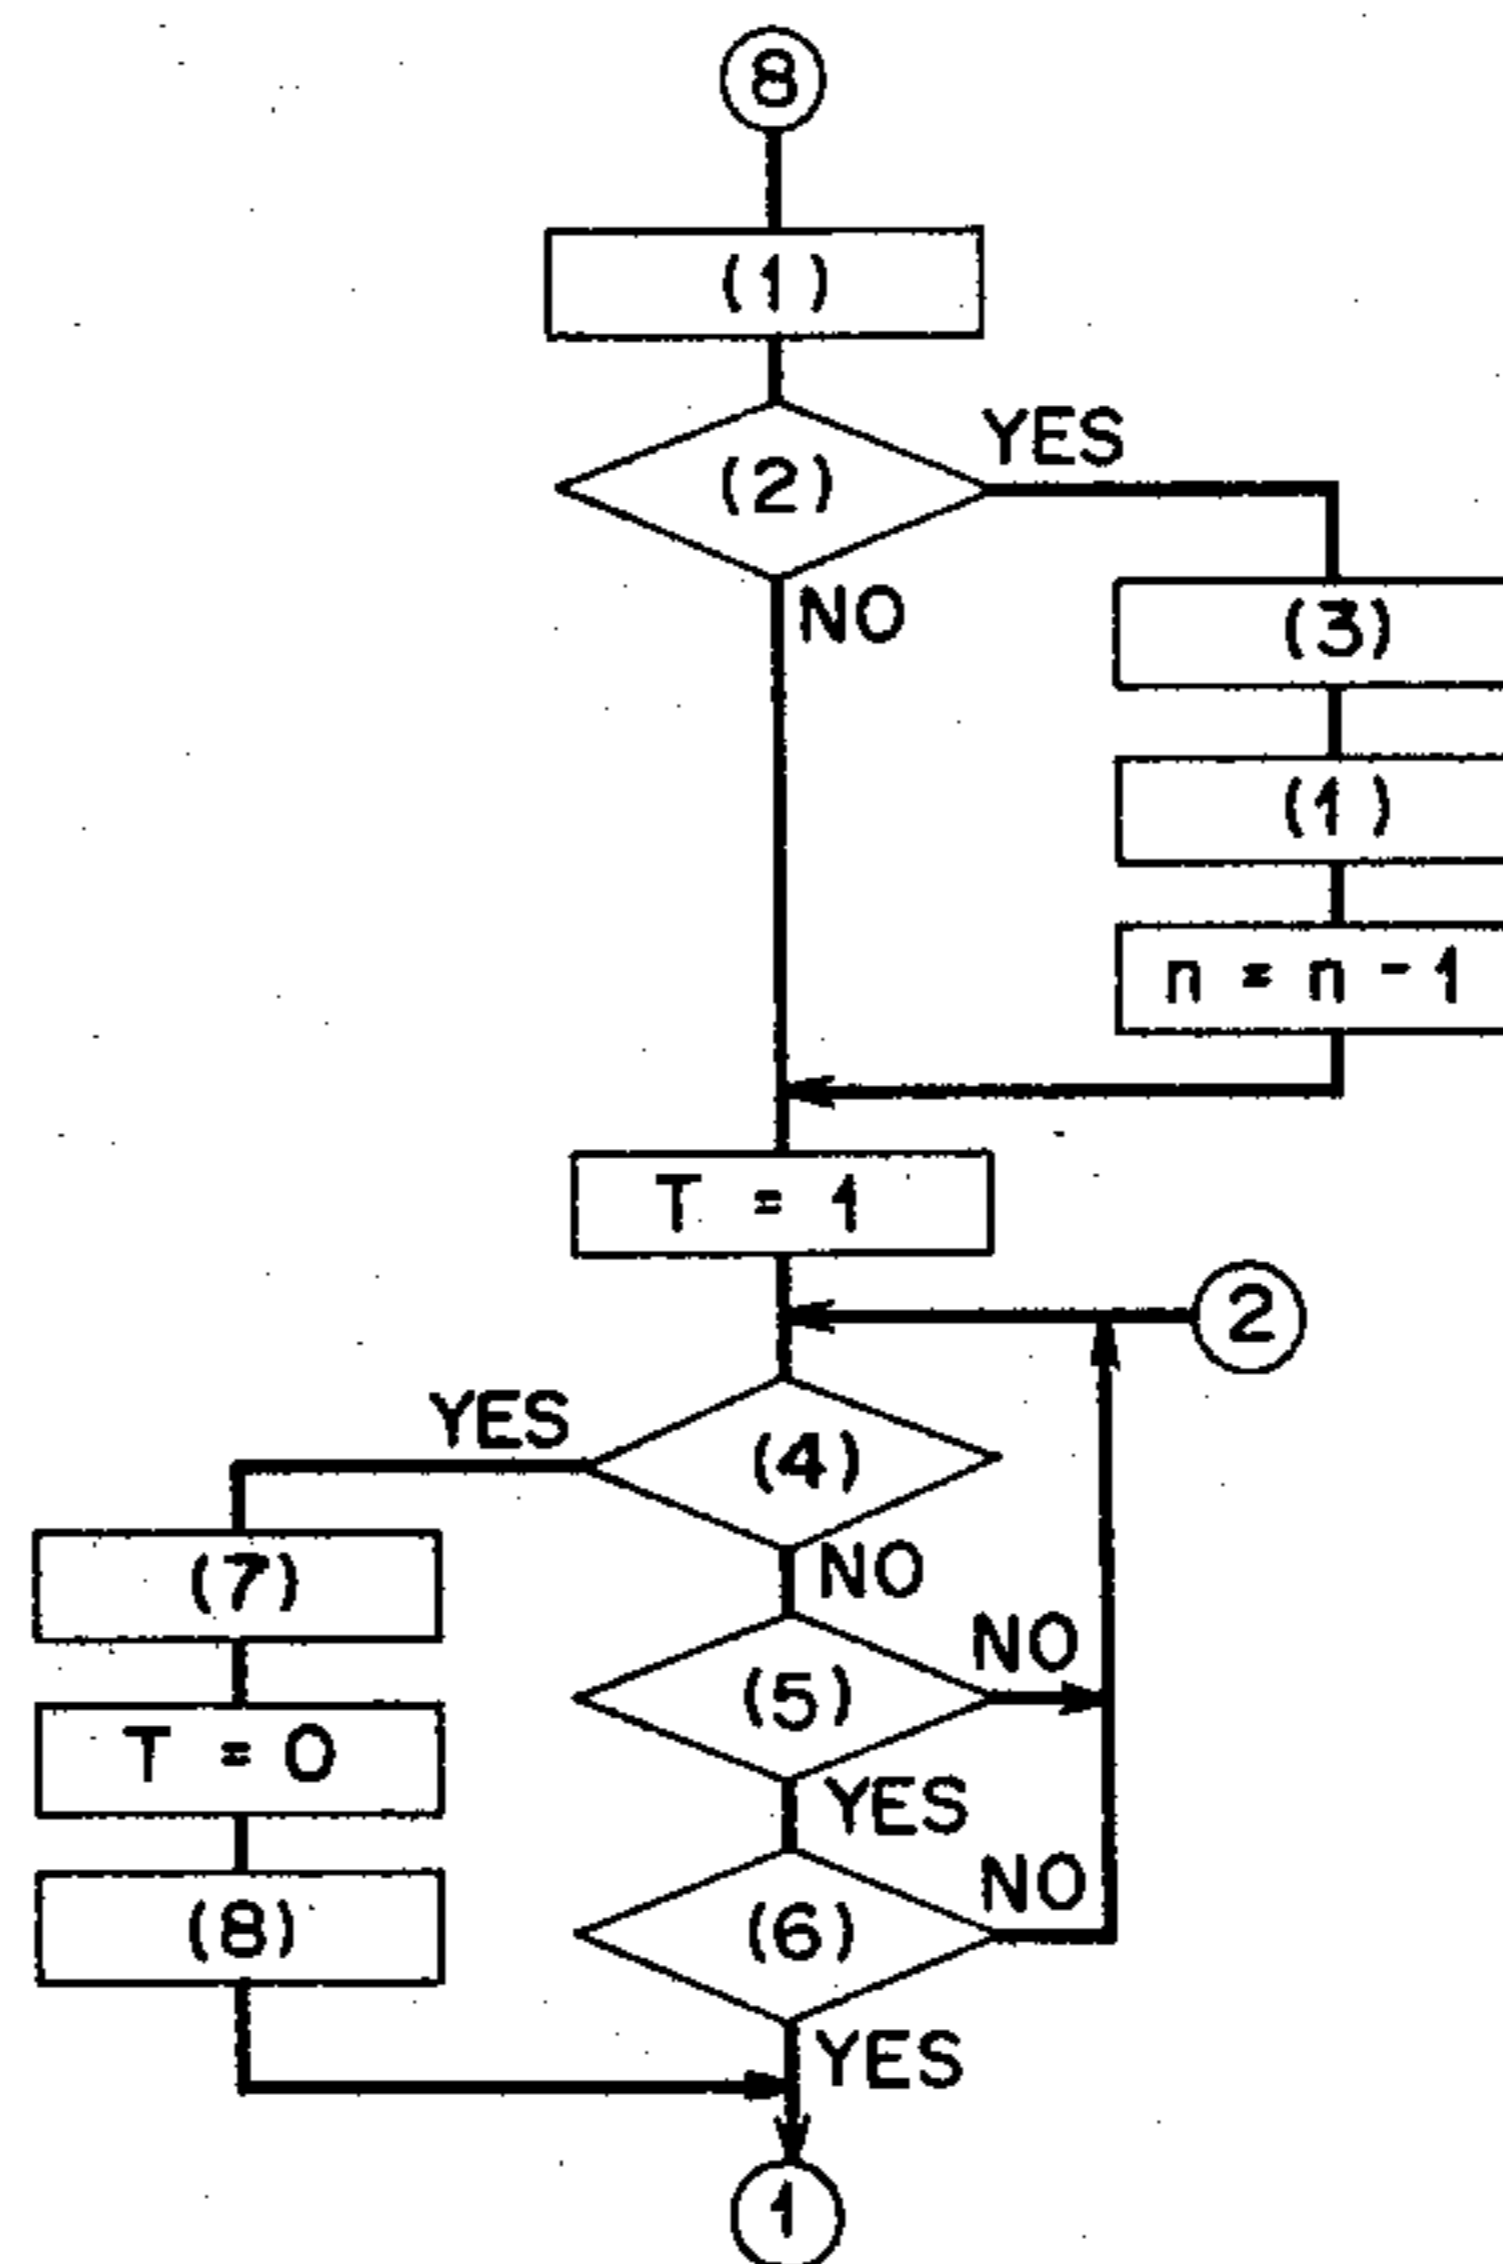 8
(1)
(2)
YES
NO
(3)
(1)
n = n - 1
T = 1
2
(4)
YES
NO
(7)
(5)
NO
YES
T = 0
(6)
NO
YES
(8)
1